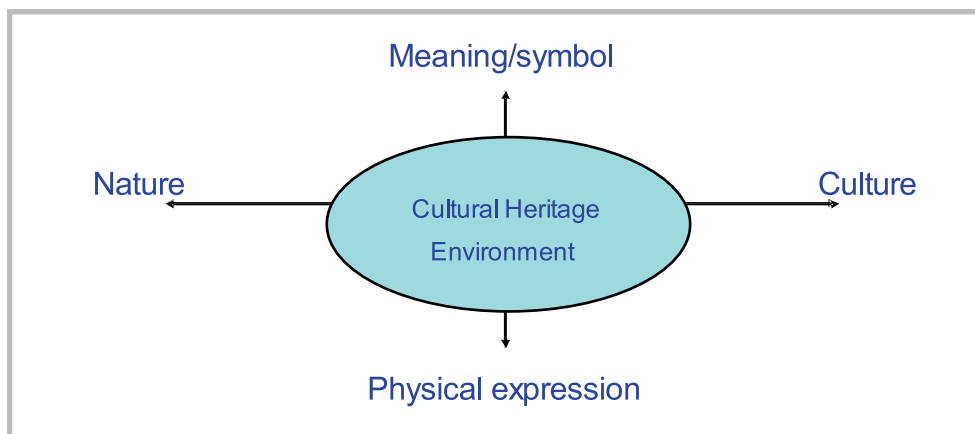 Meaning/symbol
Nature
Culture
Cultural Heritage
Environment
Physical expression